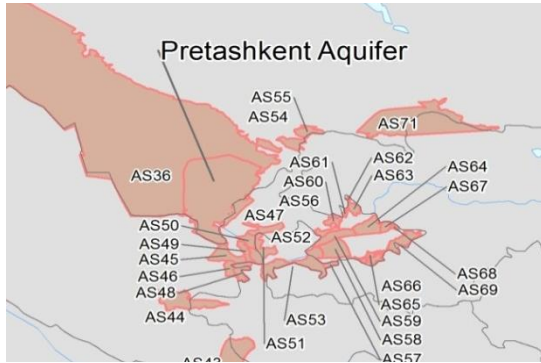 Pretashkent Aquifer
AS55
AS54
AS71
AS61
AS62
AS63
AS64
AS67
AS36
AS60
AS56
AS47
AS50
AS52
AS49
AS45
AS46
AS48
AS44
AS53
AS51
AS68
AS69
AS66
AS65
AS59
AS58
AS57
AS43